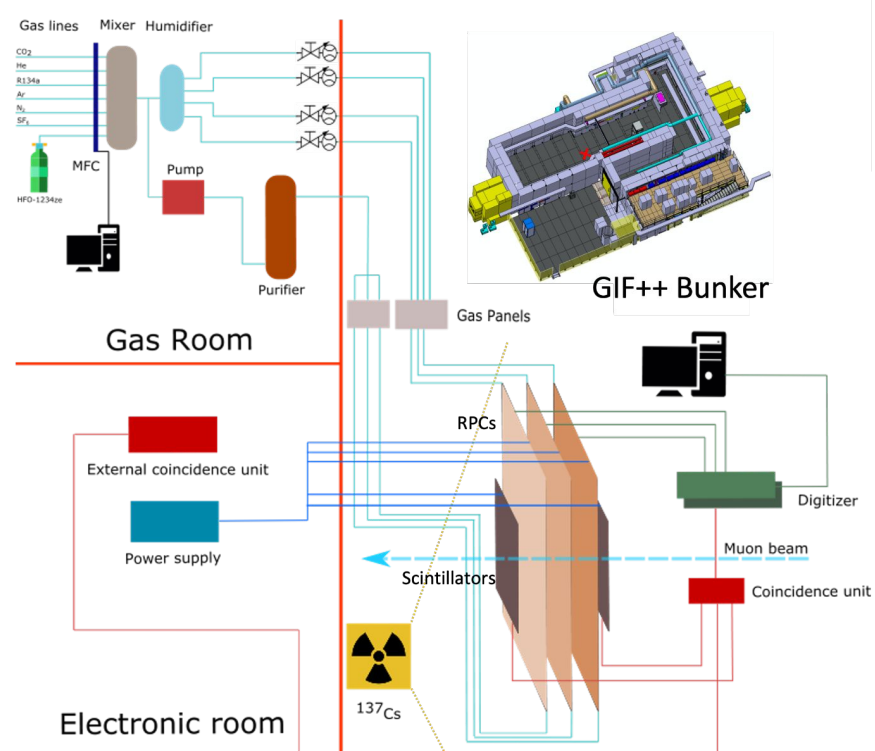 Gas lines
Mixer
Humidifier
CO2
He
R134a
Ar
N2
SF6
HFO-1234ze
MFC
Pump
Purifier
Gas Room
GIF++ Bunker
Gas Panels
RPCs
External coincidence unit
Power supply
Digitizer
Muon beam
Scintillators
Coincidence unit
137Cs
Electronic room